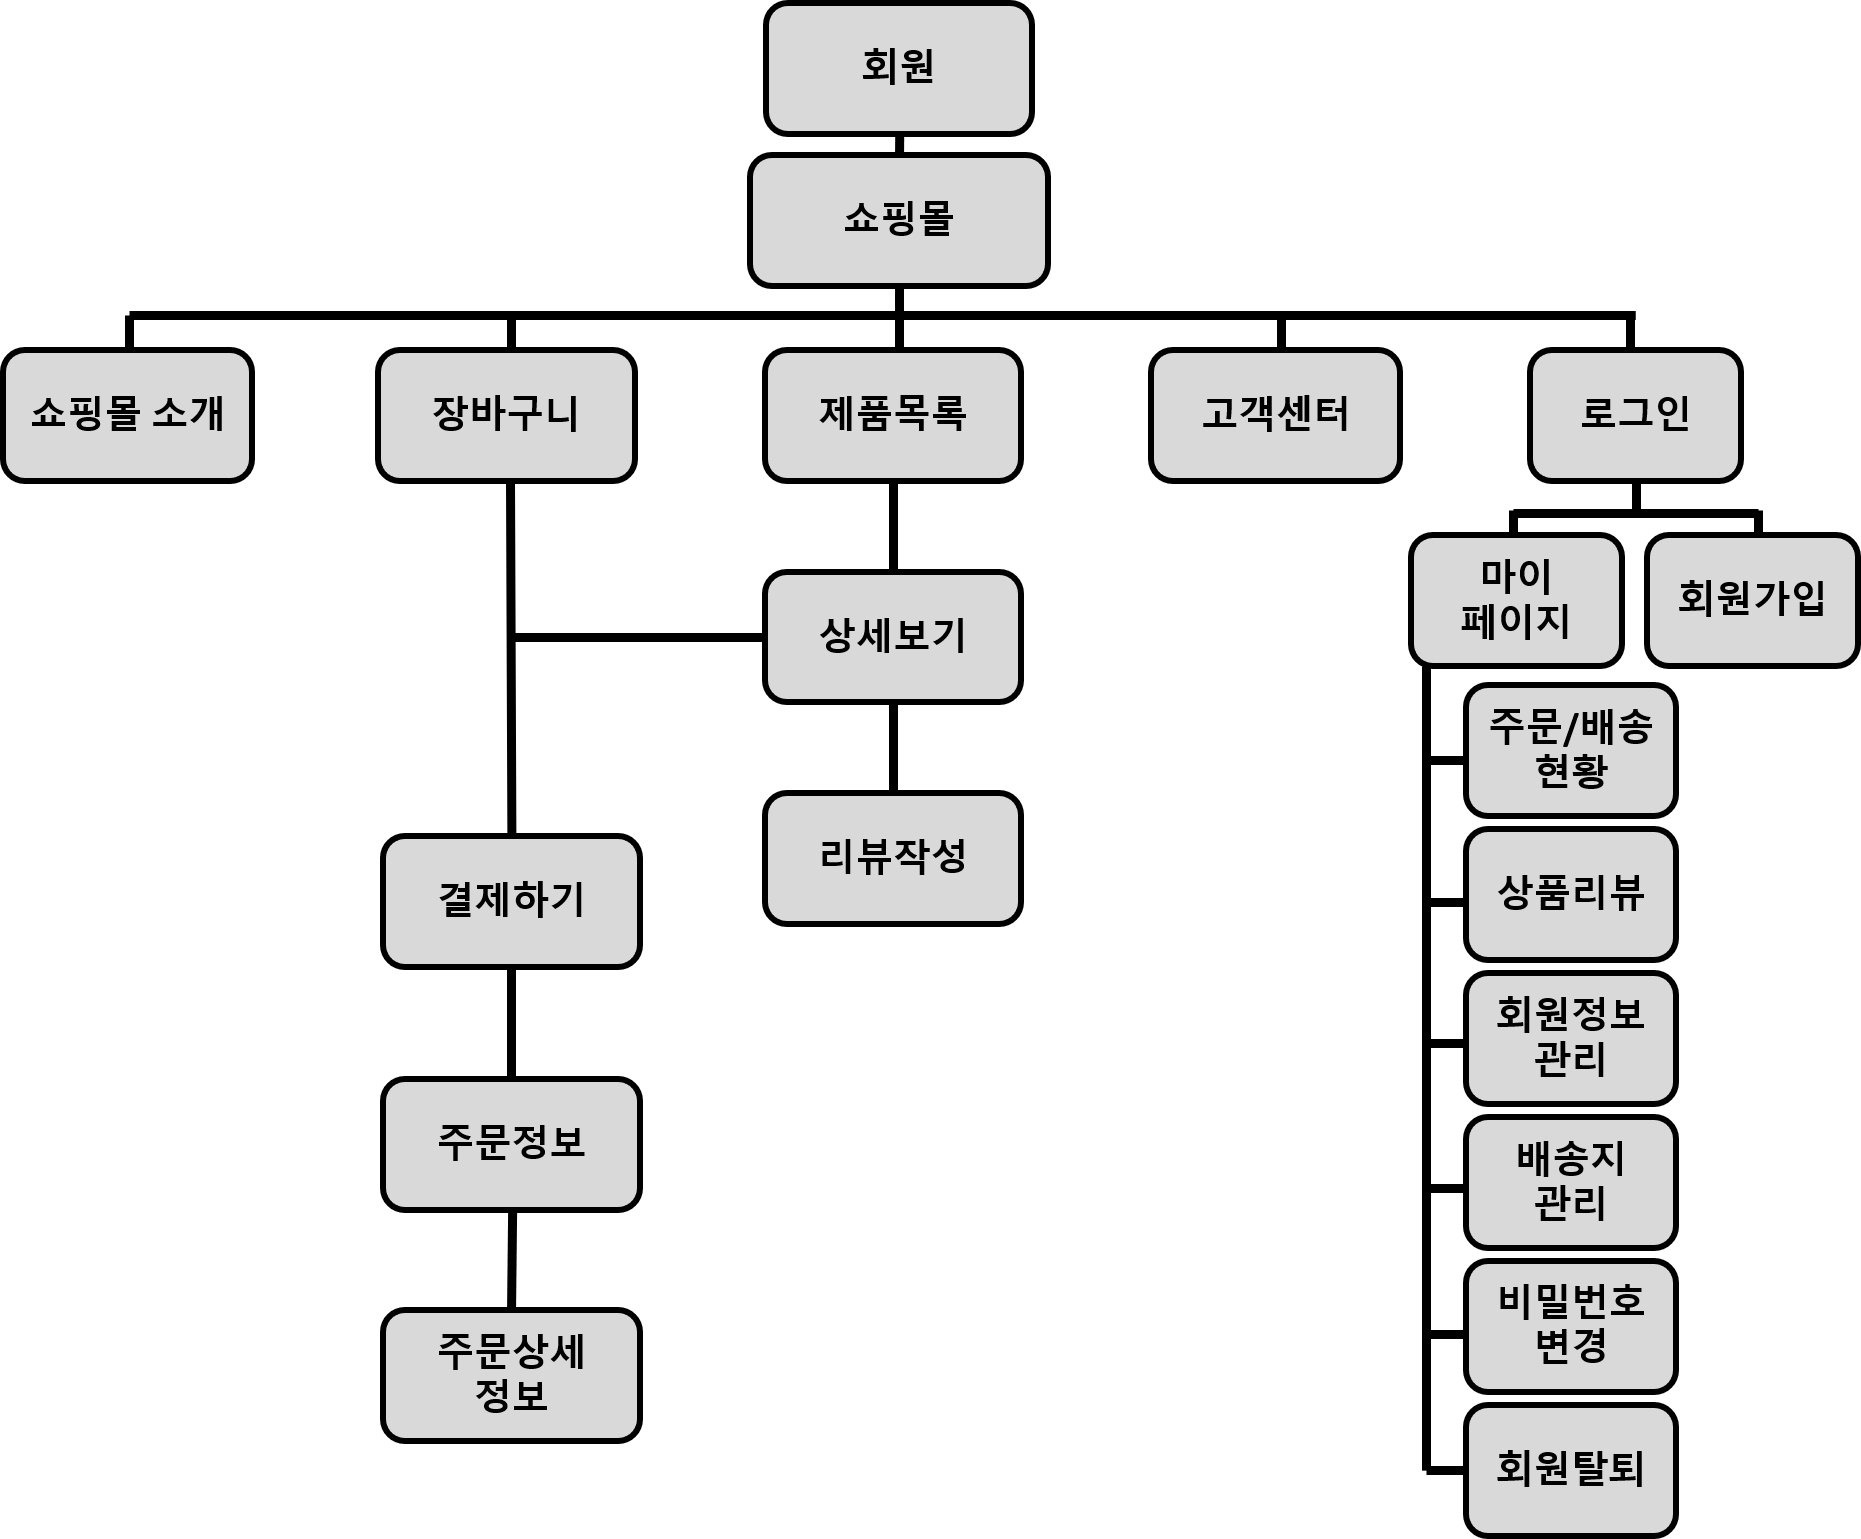 회원
쇼핑몰
쇼핑몰 소개
장바구니
제품목록
고객센터
로그인
상세보기
마이
페이지
회원가입
주문/배송
현황
리뷰작성
결제하기
상품리뷰
회원정보
관리
주문정보
배송지
관리
주문상세
정보
비밀번호
변경
회원탈퇴